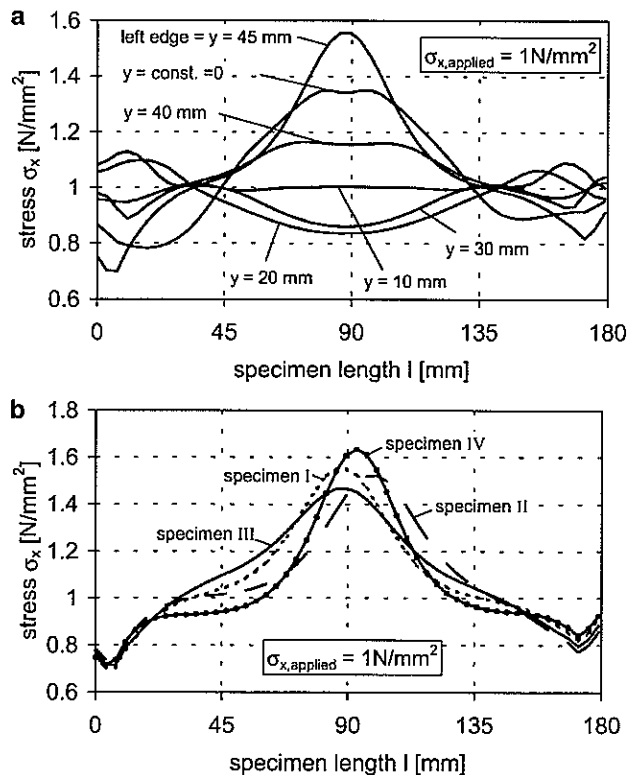 a
1.6
1.4
1.2
1
0.8
0.6
stress σx [N/mm²]
left edge = y = 45 mm
y = const. =0
y = 40 mm
σx,applied = 1N/mm²
y = 30 mm
y = 20 mm
y = 10 mm
0 45 90 135 180
specimen length l [mm]
b
1.8
1.6
1.4
1.2
1.0
0.8
0.6
stress σx [N/mm²]
specimen IV
specimen I
specimen II
specimen III
σx,applied = 1N/mm²
0 45 90 135 180
specimen length l [mm]